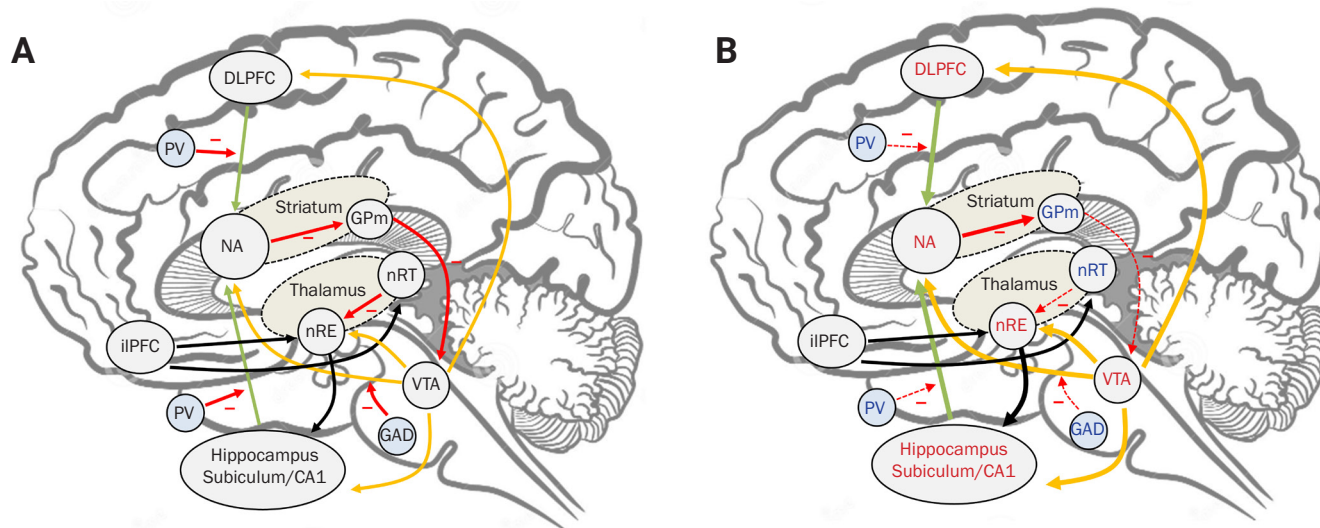 A
DLPFC
PV
–
Striatum
GPm
NA
–
–
nRT
Thalamus
–
nRE
ilPFC
VTA
PV
–
–
GAD
Hippocampus
Subiculum/CA1
B
DLPFC
PV
–
Striatum
GPm
NA
–
–
nRT
Thalamus
–
nRE
ilPFC
VTA
PV
–
–
GAD
Hippocampus
Subiculum/CA1